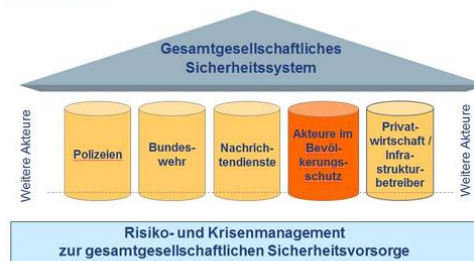 Gesamtgesellschaftliches
Sicherheitssystem
Weitere Akteure
Polizeien
Bundes-
wehr
Nachrich-
tendienste
Akteure im
Bevöl-
kerungs-
schutz
Privat-
wirtschaft /
Infra-
struktur-
betreiber
Weitere Akteure
Risiko- und Krisenmanagement
zur gesamtgesellschaftlichen Sicherheitsvorsorge